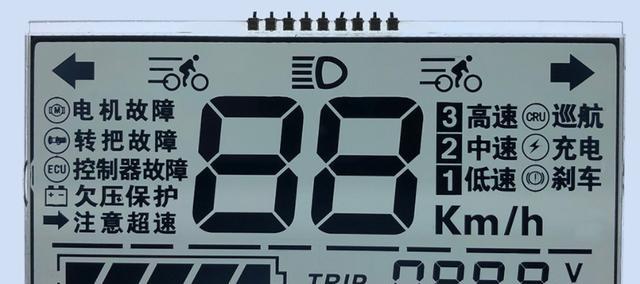 M 电机故障
转把故障
ECU 控制器故障
欠压保护
注意超速
88
3 高速 CRU 巡航
2 中速 充电
1 低速 刹车
Km/h
TRIP 0888 V